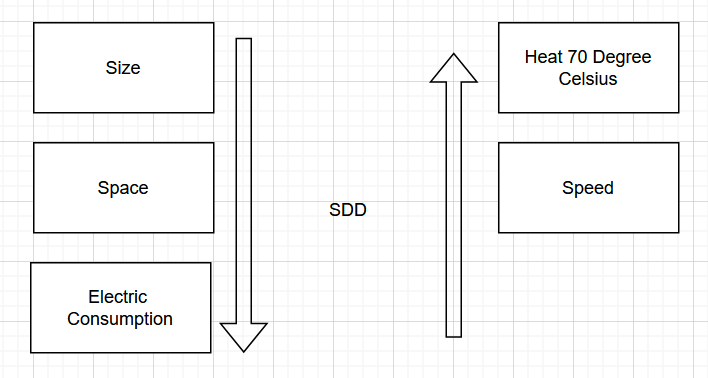 Size
Heat 70 Degree
Celsius
Space
Speed
SDD
Electric
Consumption